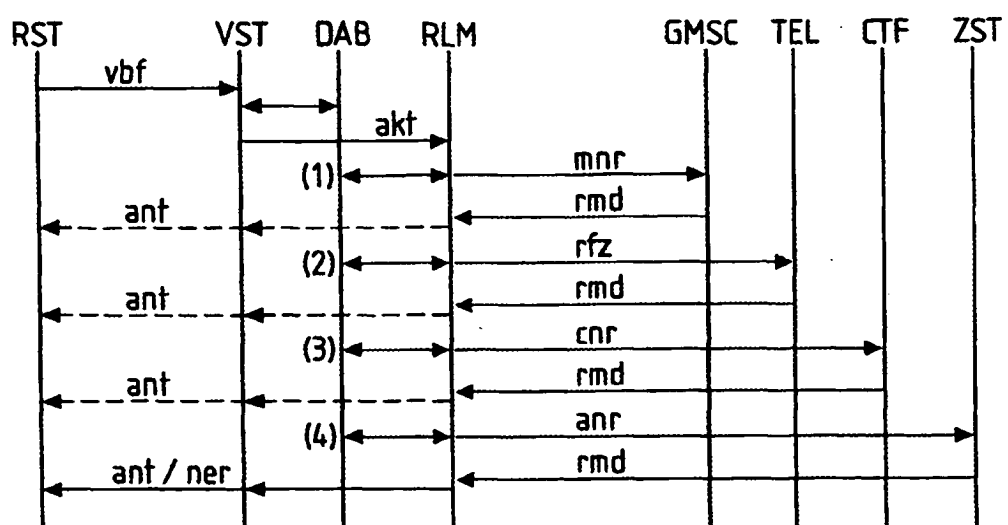 RST VST DAB RLM GMSC TEL CTF ZST
vbf
akt
(1) mnr
rmd
ant
(2) rfz
rmd
ant
(3) cnr
rmd
ant
(4) anr
rmd
ant / ner